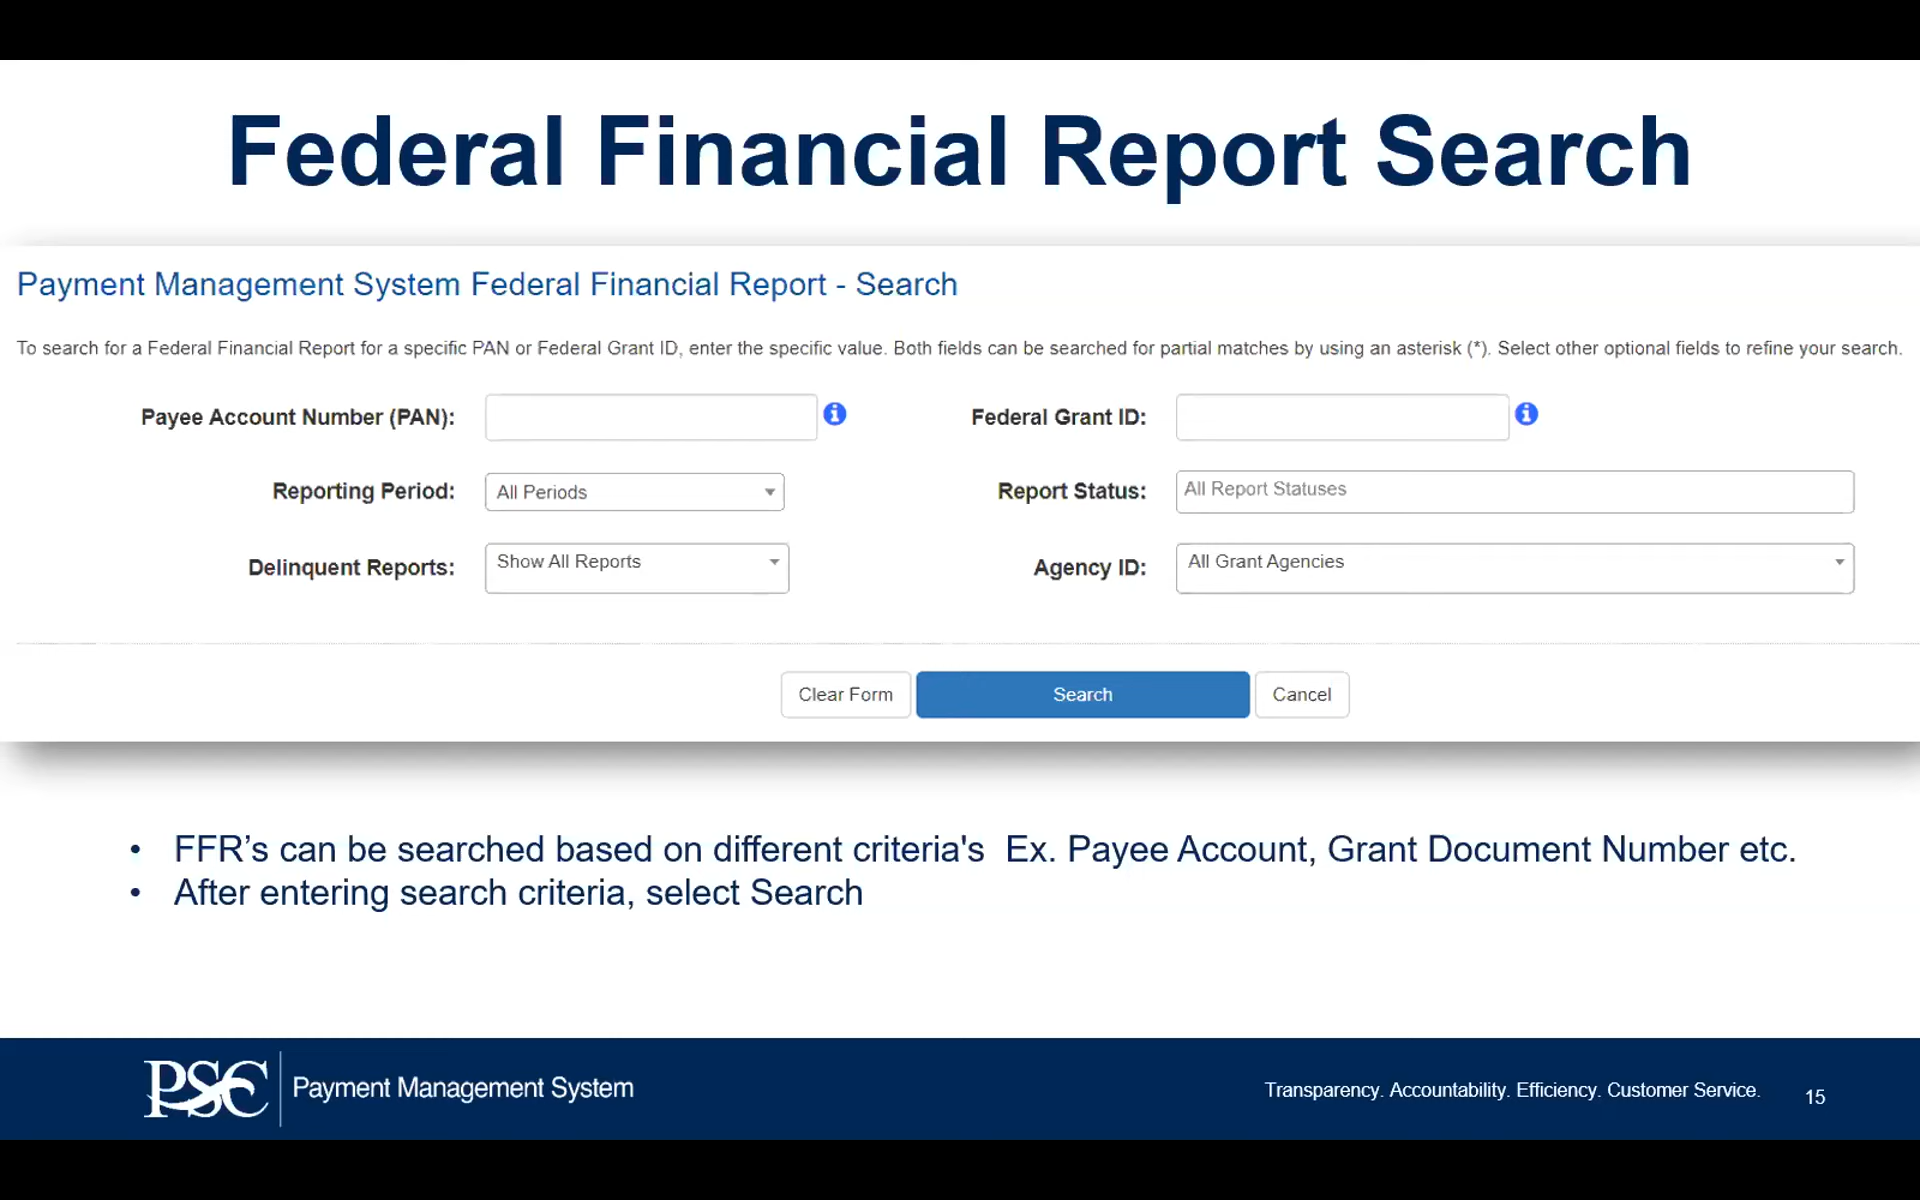 Federal Financial Report Search
Payment Management System Federal Financial Report - Search
To search for a Federal Financial Report for a specific PAN or Federal Grant ID, enter the specific value. Both fields can be searched for partial matches by using an asterisk (*). Select other optional fields to refine your search.
Payee Account Number (PAN):
Federal Grant ID:
Reporting Period: All Periods
Report Status: All Report Statuses
Delinquent Reports: Show All Reports
Agency ID: All Grant Agencies
Clear Form Search Cancel
• FFR’s can be searched based on different criteria's  Ex. Payee Account, Grant Document Number etc.
• After entering search criteria, select Search
PSC Payment Management System
Transparency. Accountability. Efficiency. Customer Service. 15